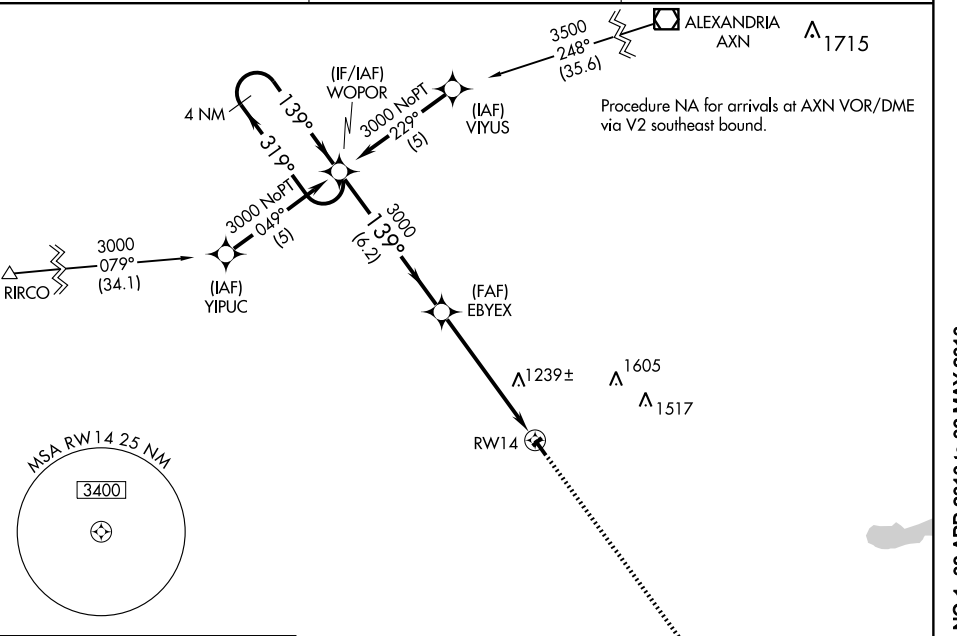 ALEXANDRIA
AXN
1715
3500
248°
(35.6)
(IF/IAF)
WOPOR
4 NM
139°
319°
3000 NoPT
229°
(5)
(IAF)
VIYUS
Procedure NA for arrivals at AXN VOR/DME
via V2 southeast bound.
3000 NoPT
049°
(5)
3000
139°
(6.2)
3000
079°
(34.1)
RIRCO
(IAF)
YIPUC
(FAF)
EBYEX
1239±
1605
1517
RW14
MSA RW14 25 NM
3400